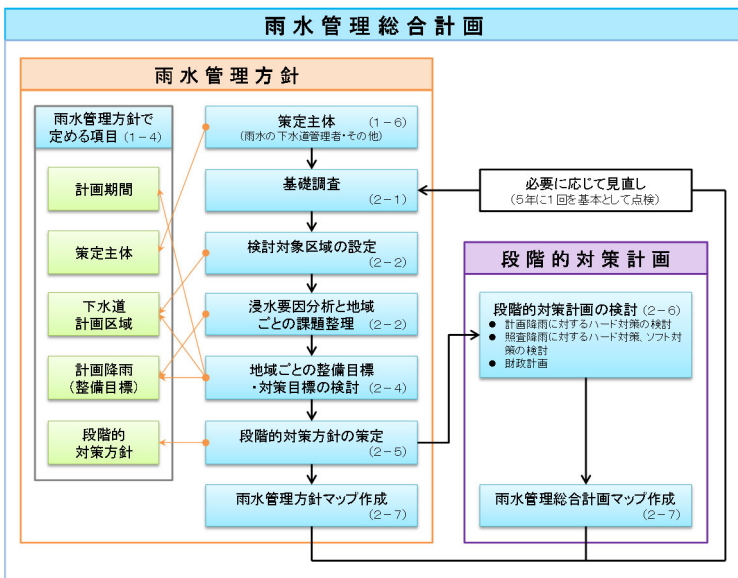 雨水管理総合計画
雨水管理方針
雨水管理方針で
定める項目（1－4）
計画期間
策定主体
下水道
計画区域
計画降雨
（整備目標）
段階的
対策方針
策定主体 （1－6）
（雨水の下水道管理者・その他）
基礎調査
（2－1）
検討対象区域の設定
（2－2）
浸水要因分析と地域
ごとの課題整理（2－2）
地域ごとの整備目標
・対策目標の検討（2－4）
段階的対策方針の策定
（2－5）
雨水管理方針マップ作成
（2－7）
必要に応じて見直し
（5年に1回を基本として点検）
段階的対策計画
段階的対策計画の検討（2－6）
● 計画降雨に対するハード対策の検討
● 照査降雨に対するハード対策、ソフト対
策の検討
● 財政計画
雨水管理総合計画マップ作成
（2－7）